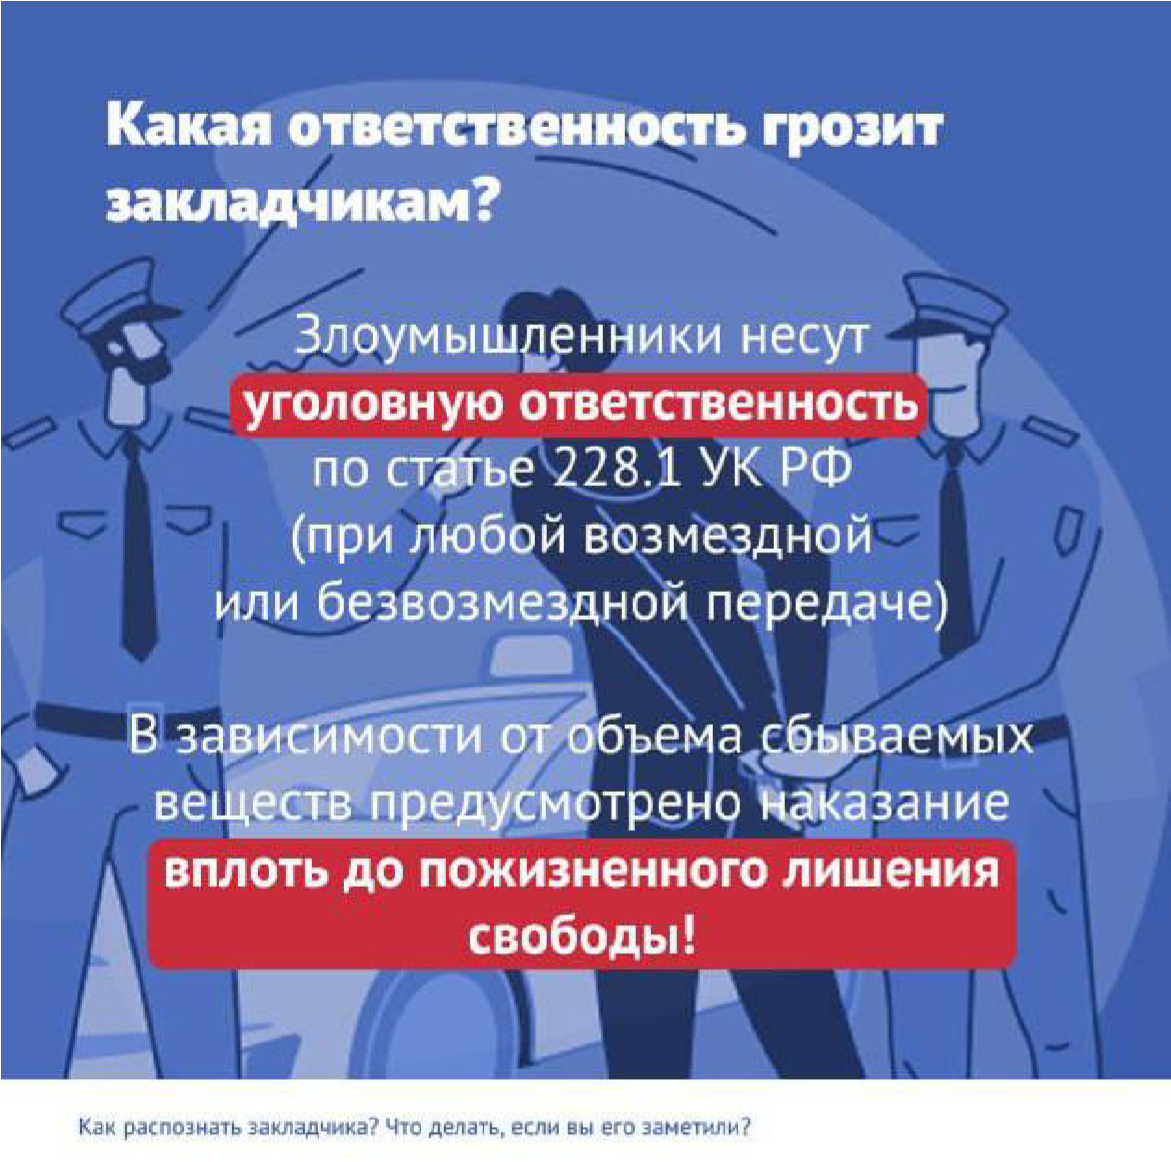 Какая ответственность грозит
закладчикам?
Злоумышленники несут
уголовную ответственность
по статье 228.1 УК РФ
(при любой возмездной
или безвозмездной передаче)
В зависимости от объема сбываемых
веществ предусмотрено наказание
вплоть до пожизненного лишения
свободы!
Как распознать закладчика? Что делать, если вы его заметили?